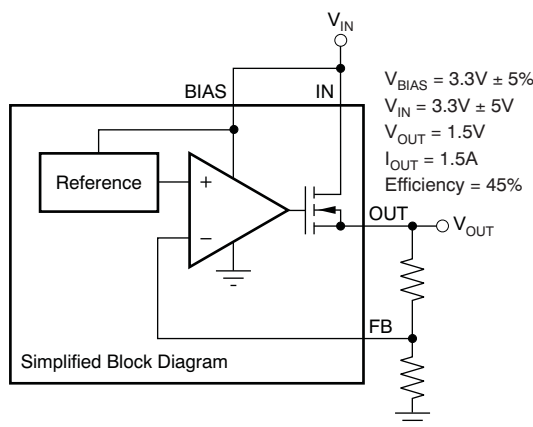 V_IN
BIAS
IN
V_BIAS = 3.3V ± 5%
V_IN = 3.3V ± 5V
V_OUT = 1.5V
I_OUT = 1.5A
Efficiency = 45%
Reference
+
−
OUT
V_OUT
FB
Simplified Block Diagram